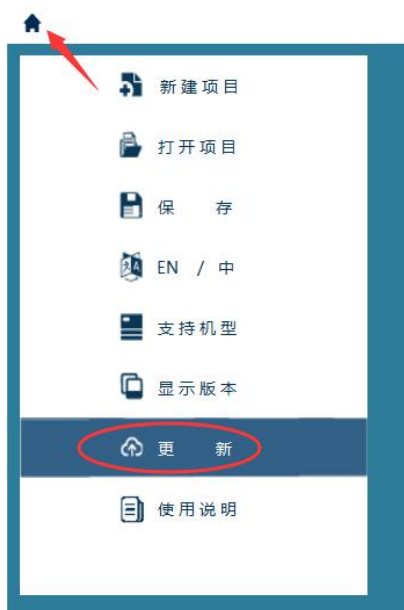 新建项目
打开项目
保 存
EN / 中
支持机型
显示版本
更 新
使用说明